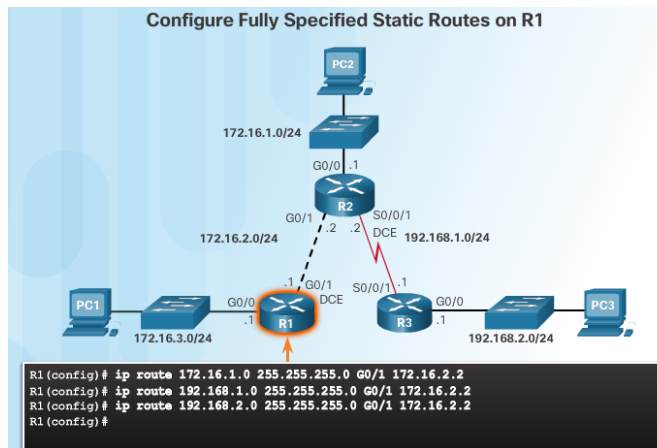 Configure Fully Specified Static Routes on R1
PC2
172.16.1.0/24
G0/0
.1
R2
G0/1
S0/0/1
.2
.2
DCE
172.16.2.0/24
192.168.1.0/24
.1
G0/1
DCE
S0/0/1
.1
PC1
G0/0
R1
R3
G0/0
PC3
.1
.1
172.16.3.0/24
192.168.2.0/24
R1(config)# ip route 172.16.1.0 255.255.255.0 G0/1 172.16.2.2
R1(config)# ip route 192.168.1.0 255.255.255.0 G0/1 172.16.2.2
R1(config)# ip route 192.168.2.0 255.255.255.0 G0/1 172.16.2.2
R1(config)#